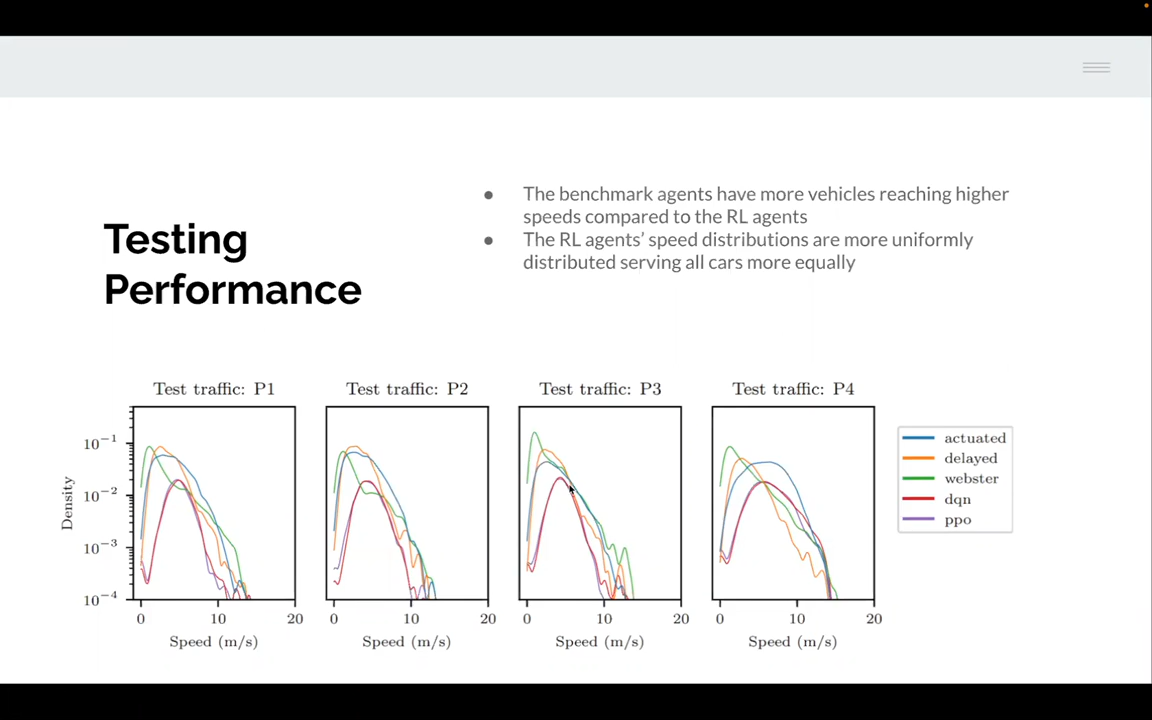 Testing
Performance
● The benchmark agents have more vehicles reaching higher
speeds compared to the RL agents
● The RL agents' speed distributions are more uniformly
distributed serving all cars more equally
Test traffic: P1
Test traffic: P2
Test traffic: P3
Test traffic: P4
Density
10⁻¹
10⁻²
10⁻³
10⁻⁴
0 10 20
0 10 20
0 10 20
0 10 20
Speed (m/s)
Speed (m/s)
Speed (m/s)
Speed (m/s)
actuated
delayed
webster
dqn
ppo